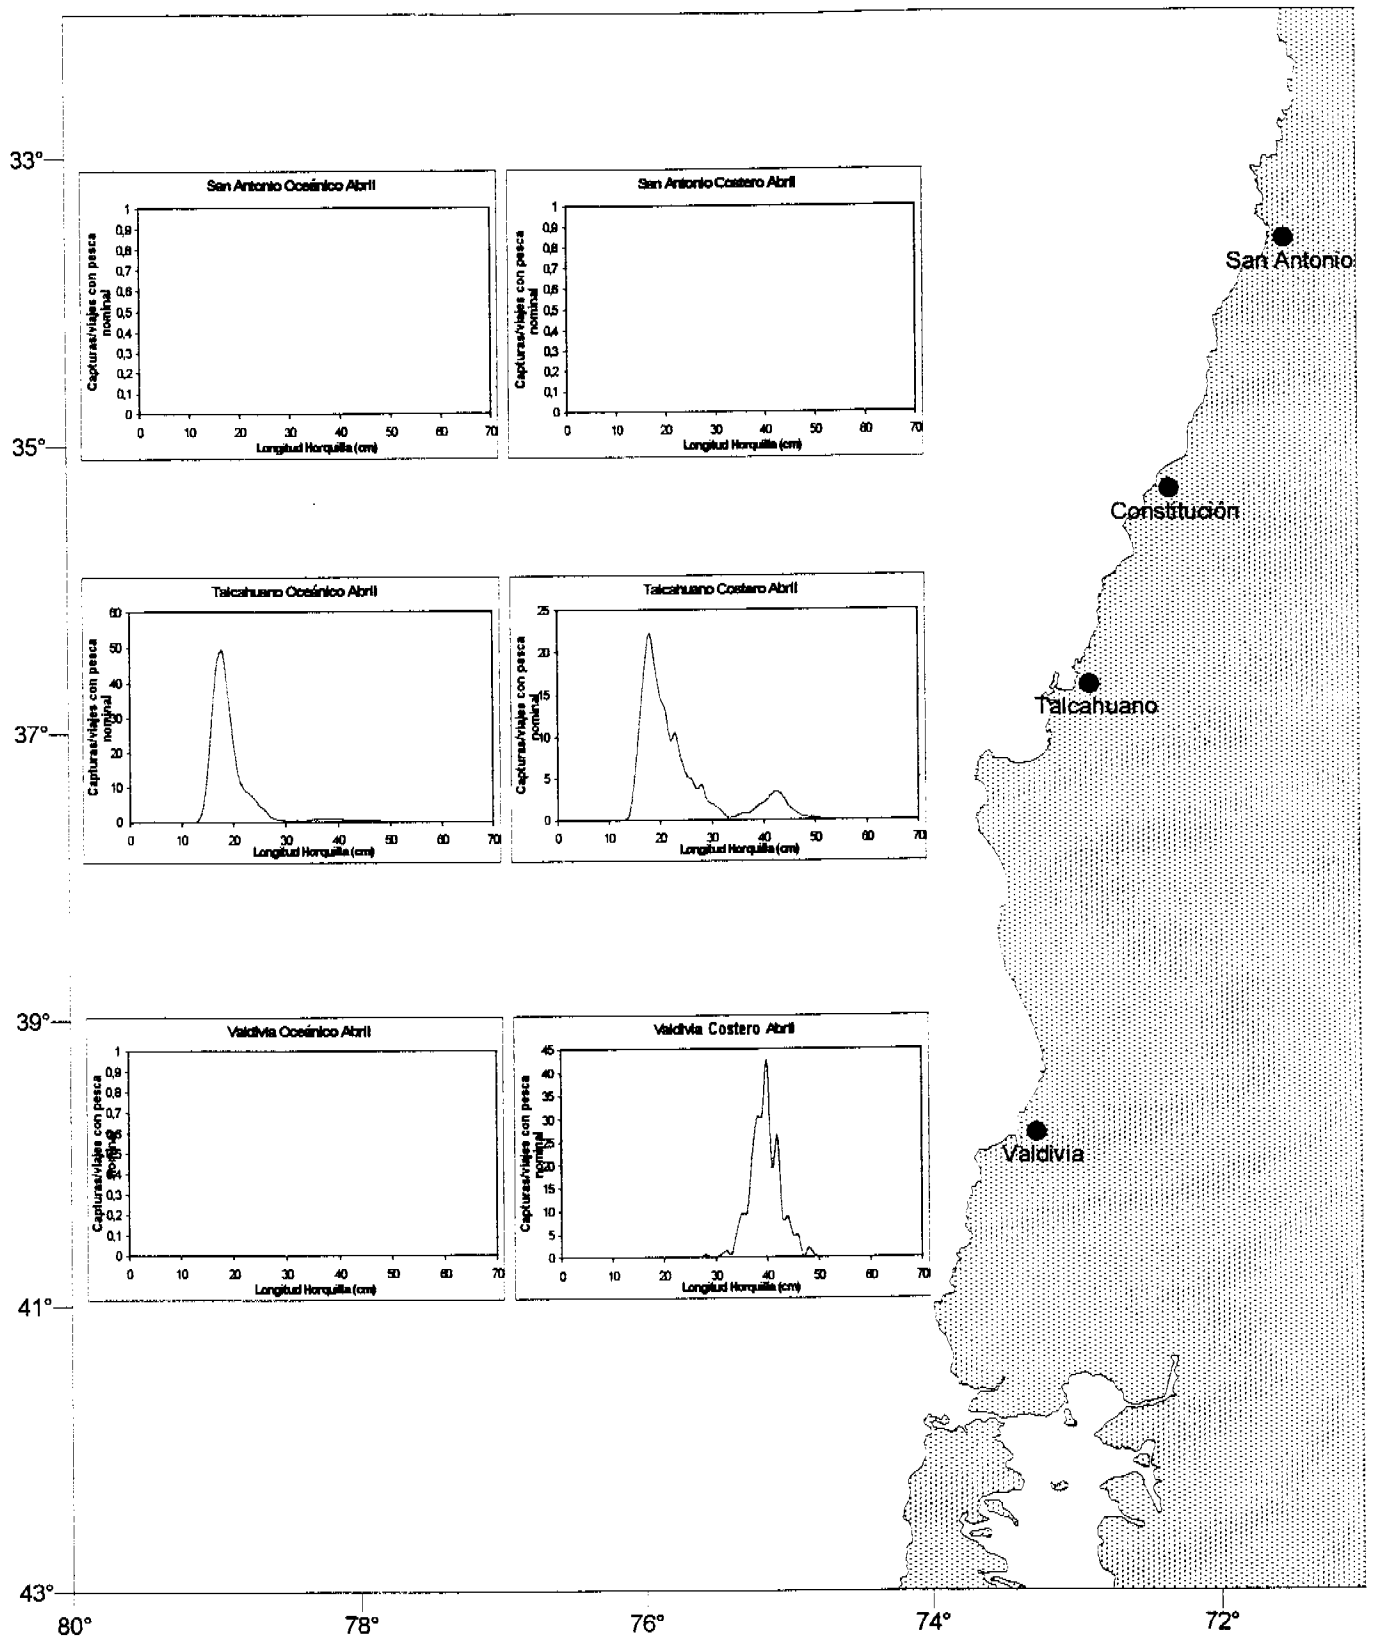 33°
35°
37°
39°
41°
43°
80°
78°
76°
74°
72°
San Antonio
Constitución
Talcahuano
Valdivia
San Antonio Oceánico Abril
Capturas/viajes con pesca
nominal
1
0,9
0,8
0,7
0,6
0,5
0,4
0,3
0,2
0,1
0
0 10 20 30 40 50 60 70
Longitud Horquilla (cm)
San Antonio Costero Abril
Capturas/viajes con pesca
nominal
1
0,9
0,8
0,7
0,6
0,5
0,4
0,3
0,2
0,1
0
0 10 20 30 40 50 60 70
Longitud Horquilla (cm)
Talcahuano Oceánico Abril
Capturas/viajes con pesca
nominal
60
50
40
30
20
10
0
0 10 20 30 40 50 60 70
Longitud Horquilla (cm)
Talcahuano Costero Abril
Capturas/viajes con pesca
nominal
25
20
15
10
5
0
0 10 20 30 40 50 60 70
Longitud Horquilla (cm)
Valdivia Oceánico Abril
Capturas/viajes con pesca
nominal
1
0,9
0,8
0,7
0,6
0,5
0,4
0,3
0,2
0,1
0
0 10 20 30 40 50 60 70
Longitud Horquilla (cm)
Valdivia Costero Abril
Capturas/viajes con pesca
nominal
45
40
35
30
25
20
15
10
5
0
0 10 20 30 40 50 60 70
Longitud Horquilla (cm)